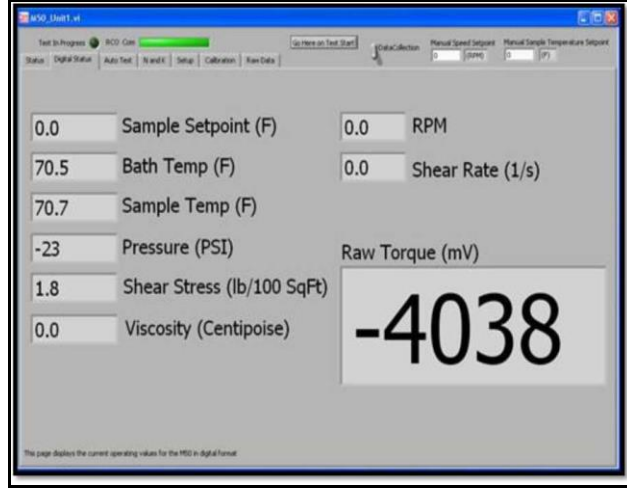 M50_Unit1.vi
Test In Progress RCO Com Go Here on Test Start DataCollection Manual Speed Setpoint Manual Sample Temperature Setpoint
0 (RPM) 0 (F)
Status Digital Status Auto Test N and K Setup Calibration Raw Data
0.0 Sample Setpoint (F) 0.0 RPM
70.5 Bath Temp (F) 0.0 Shear Rate (1/s)
70.7 Sample Temp (F)
-23 Pressure (PSI) Raw Torque (mV)
1.8 Shear Stress (lb/100 SqFt) -4038
0.0 Viscosity (Centipoise)
This page displays the current operating values for the M50 in digital format